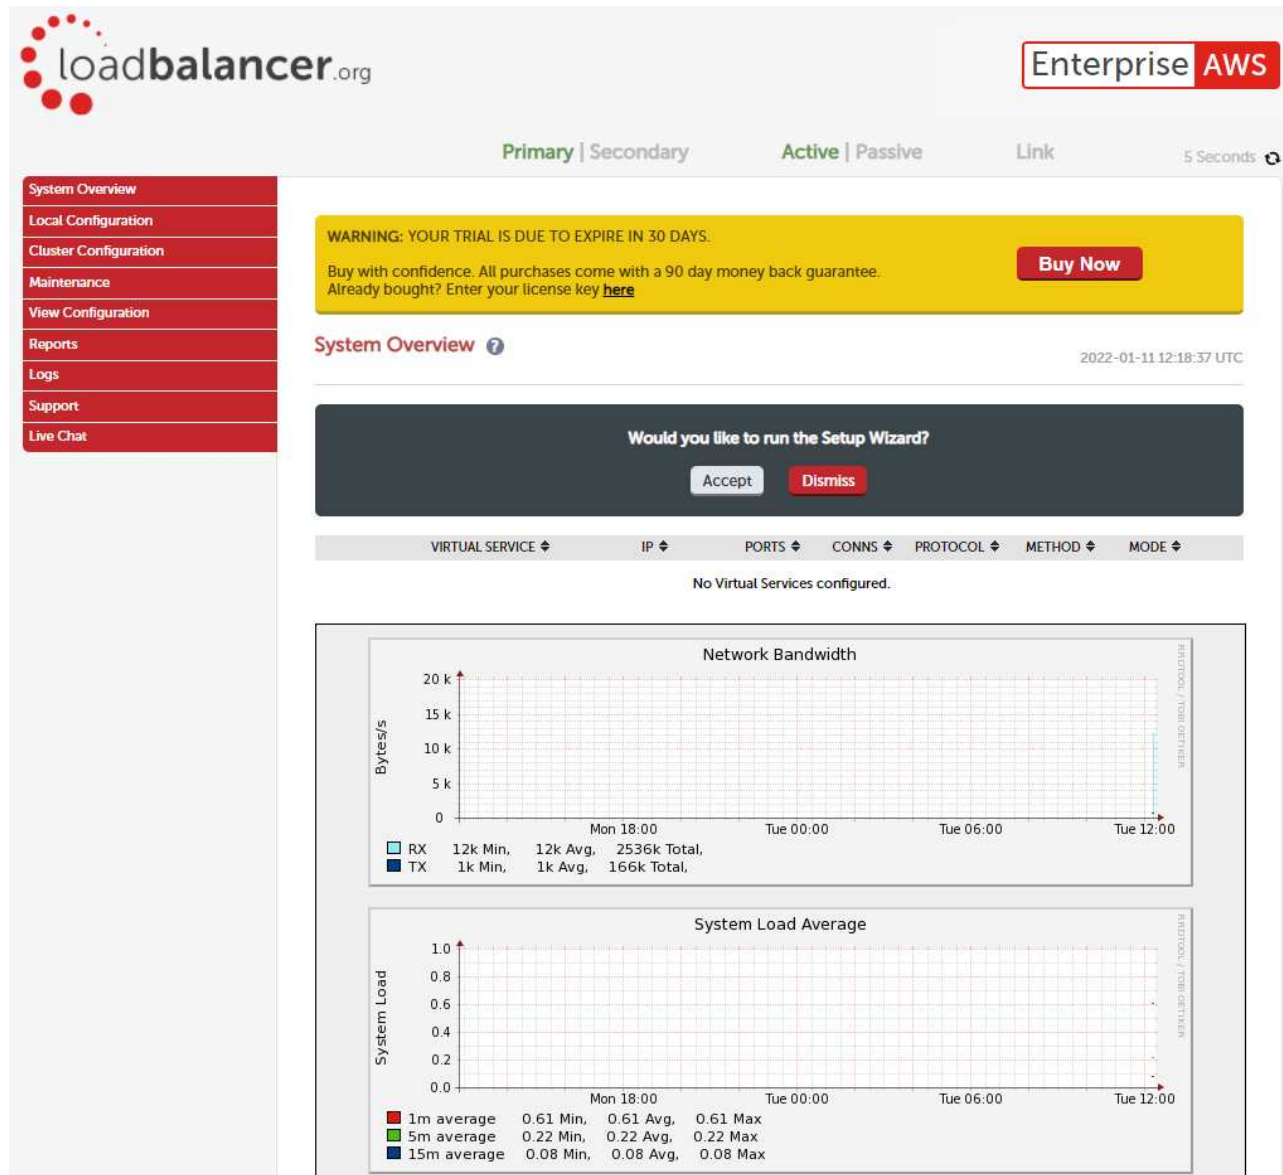 loadbalancer.org
Enterprise AWS
Primary | Secondary Active | Passive Link 5 Seconds
System Overview
Local Configuration
Cluster Configuration
Maintenance
View Configuration
Reports
Logs
Support
Live Chat
WARNING: YOUR TRIAL IS DUE TO EXPIRE IN 30 DAYS.
Buy with confidence. All purchases come with a 90 day money back guarantee.
Already bought? Enter your license key here
Buy Now
System Overview ?
2022-01-11 12:18:37 UTC
Would you like to run the Setup Wizard?
Accept Dismiss
VIRTUAL SERVICE IP PORTS CONNS PROTOCOL METHOD MODE
No Virtual Services configured.
Network Bandwidth
RRDTOOL / TOBI OETIKER
Bytes/s
20 k
15 k
10 k
5 k
0
Mon 18:00 Tue 00:00 Tue 06:00 Tue 12:00
RX 12k Min, 12k Avg, 2536k Total,
TX 1k Min, 1k Avg, 166k Total,
System Load Average
RRDTOOL / TOBI OETIKER
System Load
1.0
0.8
0.6
0.4
0.2
0.0
Mon 18:00 Tue 00:00 Tue 06:00 Tue 12:00
1m average 0.61 Min, 0.61 Avg, 0.61 Max
5m average 0.22 Min, 0.22 Avg, 0.22 Max
15m average 0.08 Min, 0.08 Avg, 0.08 Max